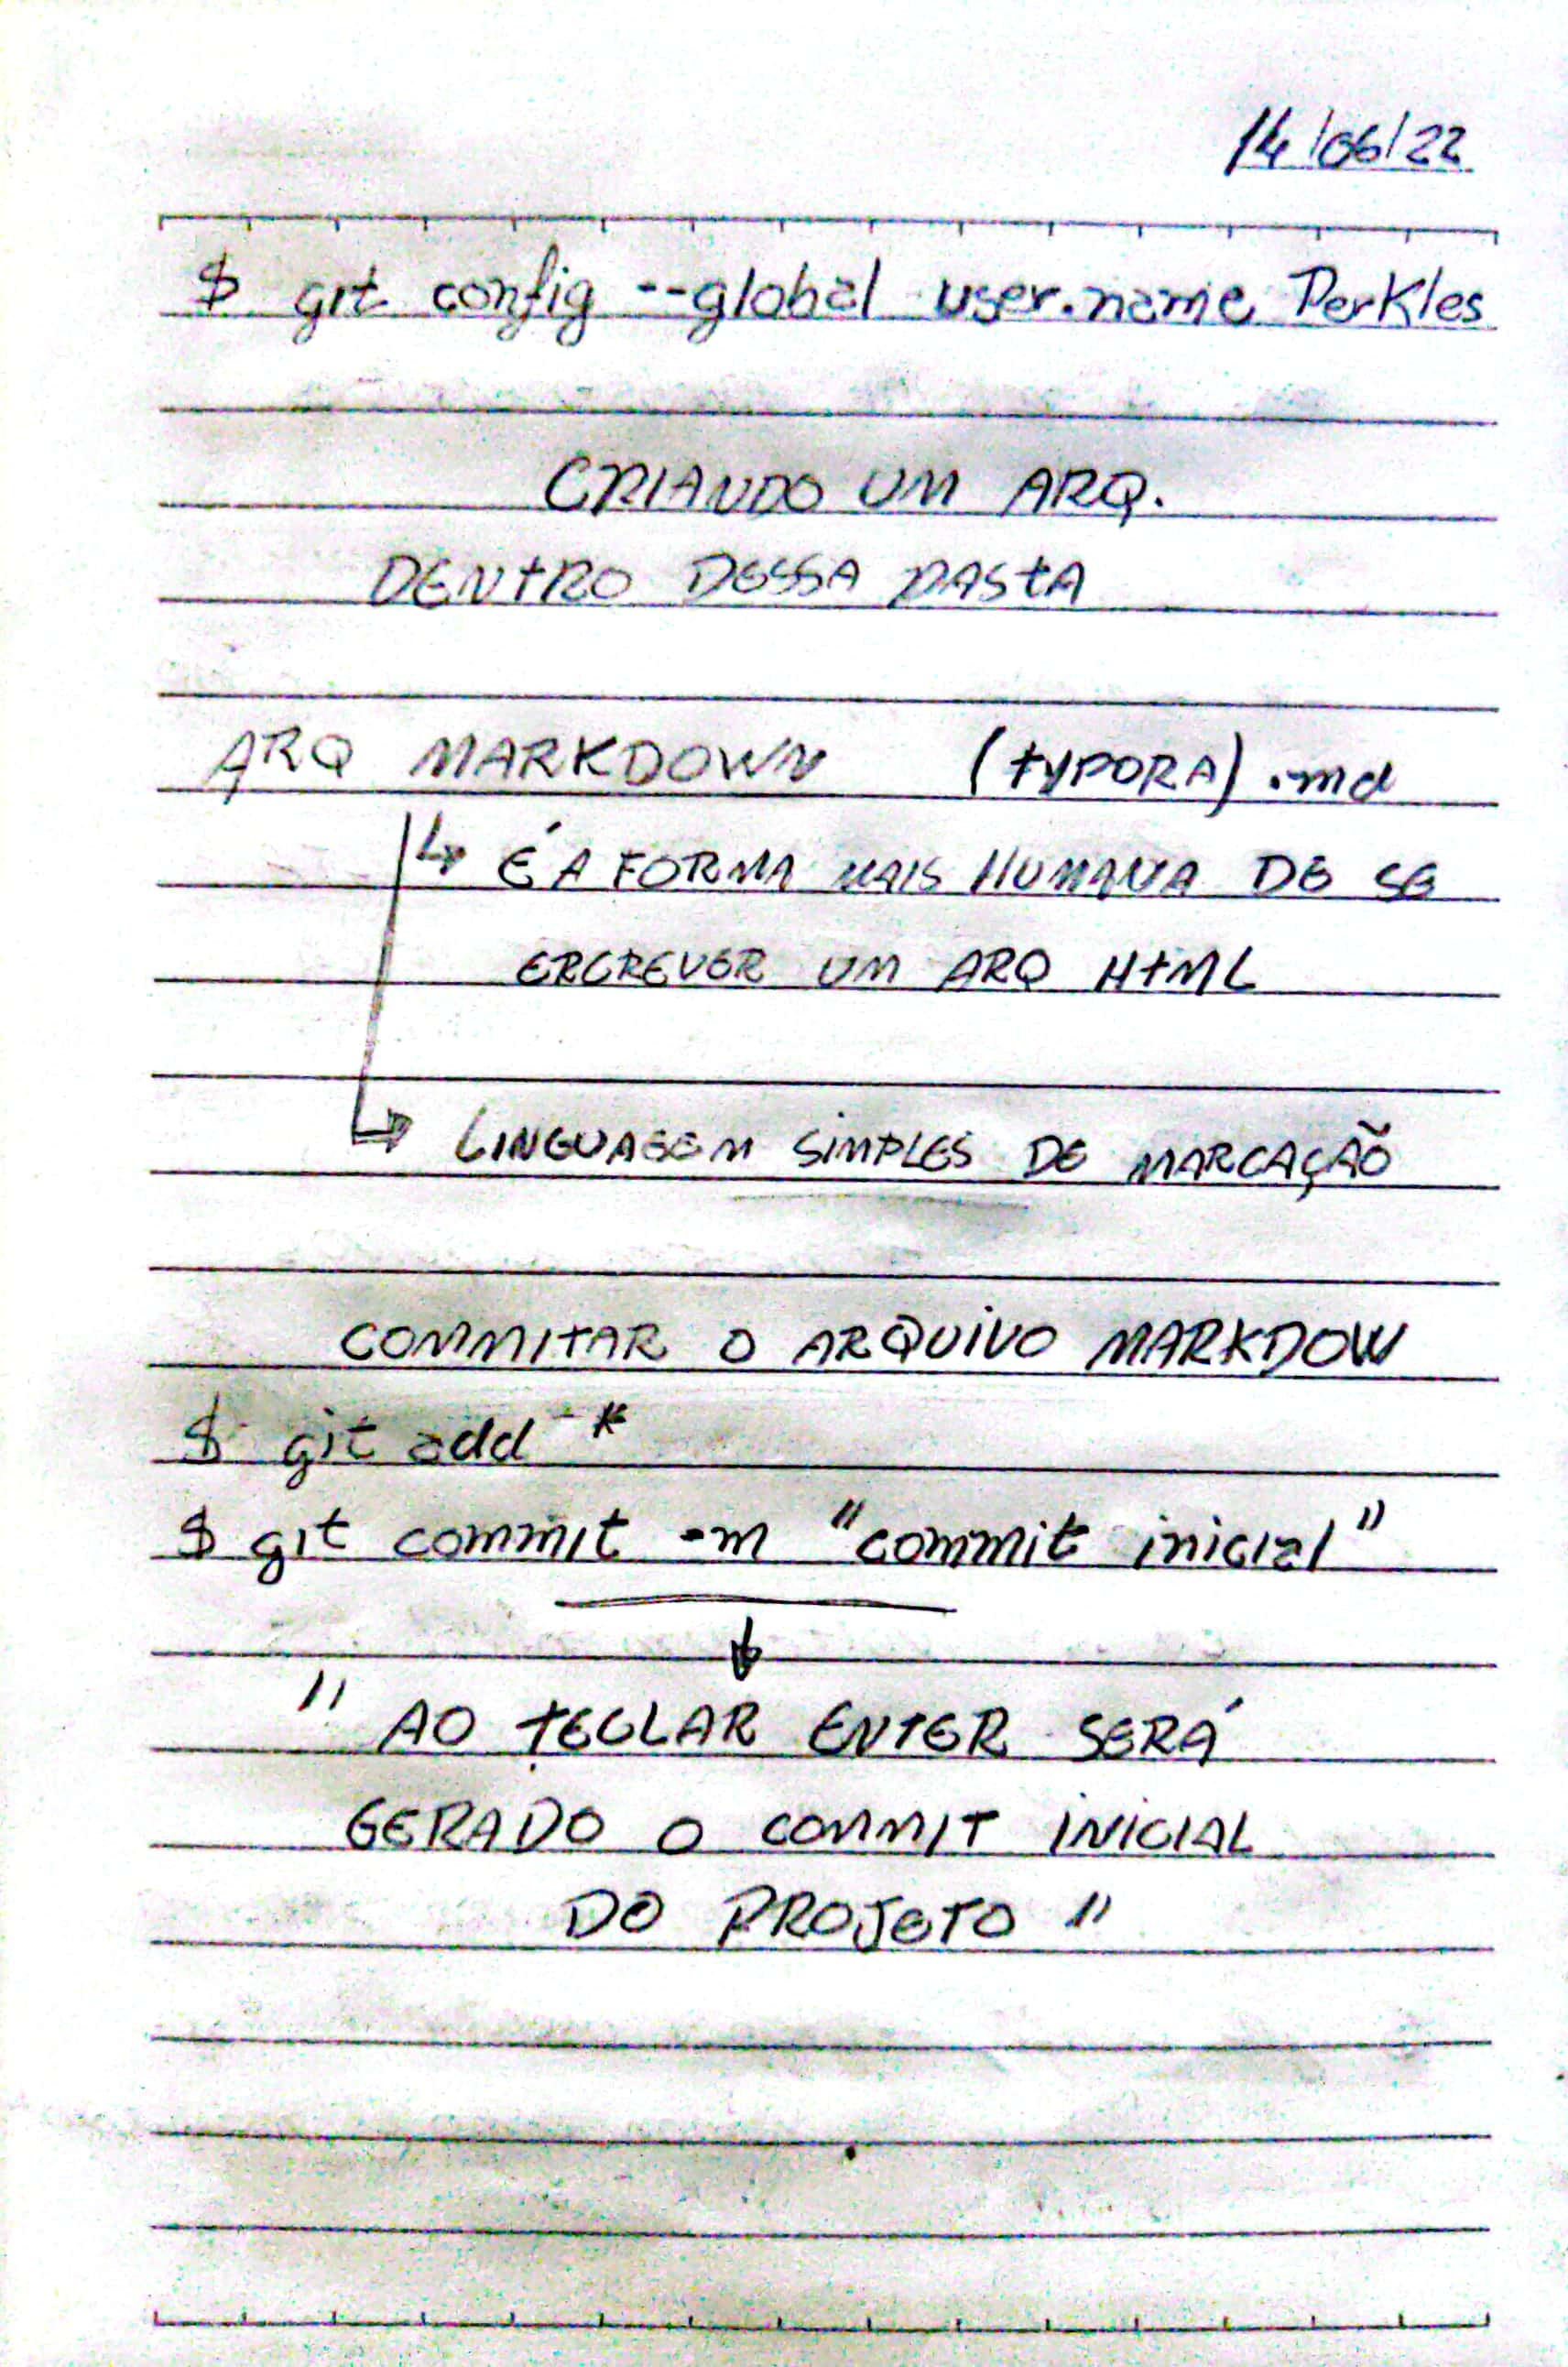 14/06/22
$ git config --global user.name Perkles
CRIANDO UM ARQ.
DENTRO DESSA PASTA
ARQ MARKDOWN (TYPORA) .md
↳ É A FORMA MAIS HUMANA DE SE
ERCREVER UM ARQ HTML
↳ LINGUAGEM SIMPLES DE MARCAÇÃO
COMMITAR O ARQUIVO MARKDOW
$ git add *
$ git commit -m "commit inicial"
↓
" AO TECLAR ENTER SERÁ
GERADO O COMMIT INICIAL
DO PROJETO "